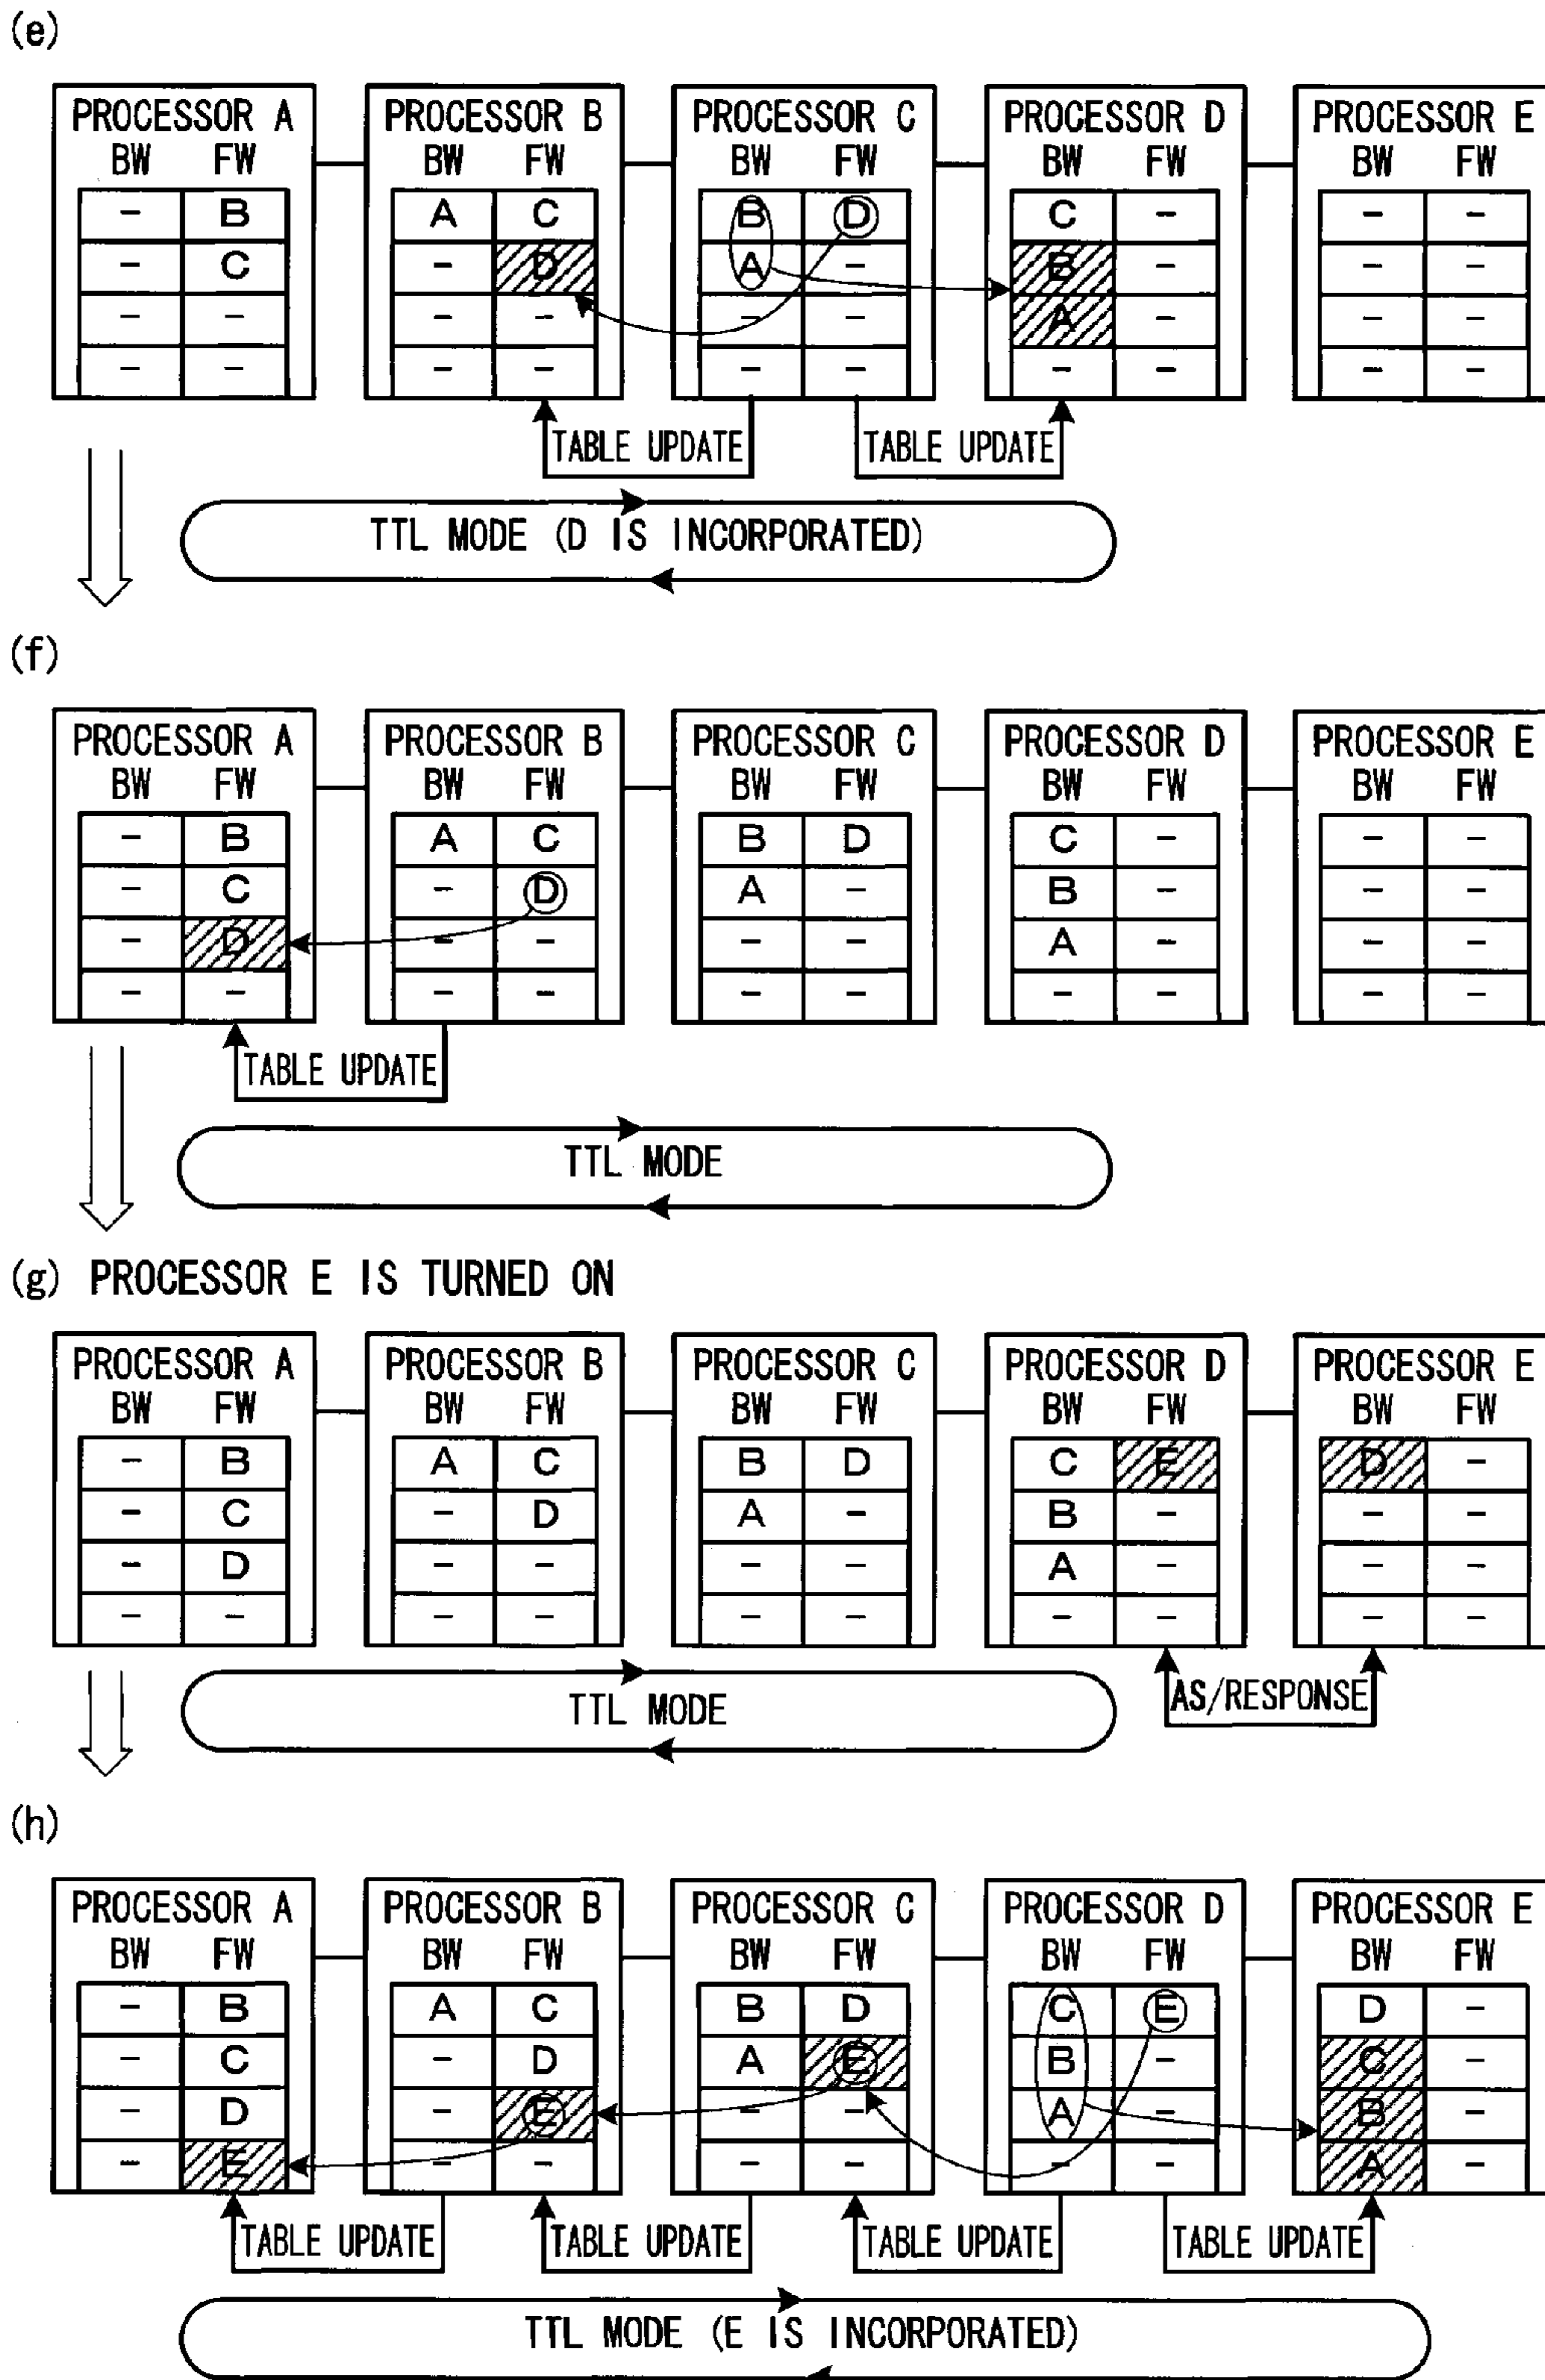 (e)
PROCESSOR A PROCESSOR B PROCESSOR C PROCESSOR D PROCESSOR E
BW FW BW FW BW FW BW FW BW FW
- B A C B D C - - -
- C - D A - B - - -
- - - - - - A - - -
- - - - - - - - - -
TABLE UPDATE TABLE UPDATE
TTL MODE (D IS INCORPORATED)
(f)
PROCESSOR A PROCESSOR B PROCESSOR C PROCESSOR D PROCESSOR E
BW FW BW FW BW FW BW FW BW FW
- B A C B D C - - -
- C - D A - B - - -
- D - - - - A - - -
- - - - - - - - - -
TABLE UPDATE
TTL MODE
(g) PROCESSOR E IS TURNED ON
PROCESSOR A PROCESSOR B PROCESSOR C PROCESSOR D PROCESSOR E
BW FW BW FW BW FW BW FW BW FW
- B A C B D C E D -
- C - D A - B - - -
- D - - - - A - - -
- - - - - - - - - -
TTL MODE AS/RESPONSE
(h)
PROCESSOR A PROCESSOR B PROCESSOR C PROCESSOR D PROCESSOR E
BW FW BW FW BW FW BW FW BW FW
- B A C B D C E D -
- C - D A E B - C -
- D - E - - A - B -
- E - - - - - - A -
TABLE UPDATE TABLE UPDATE TABLE UPDATE TABLE UPDATE
TTL MODE (E IS INCORPORATED)